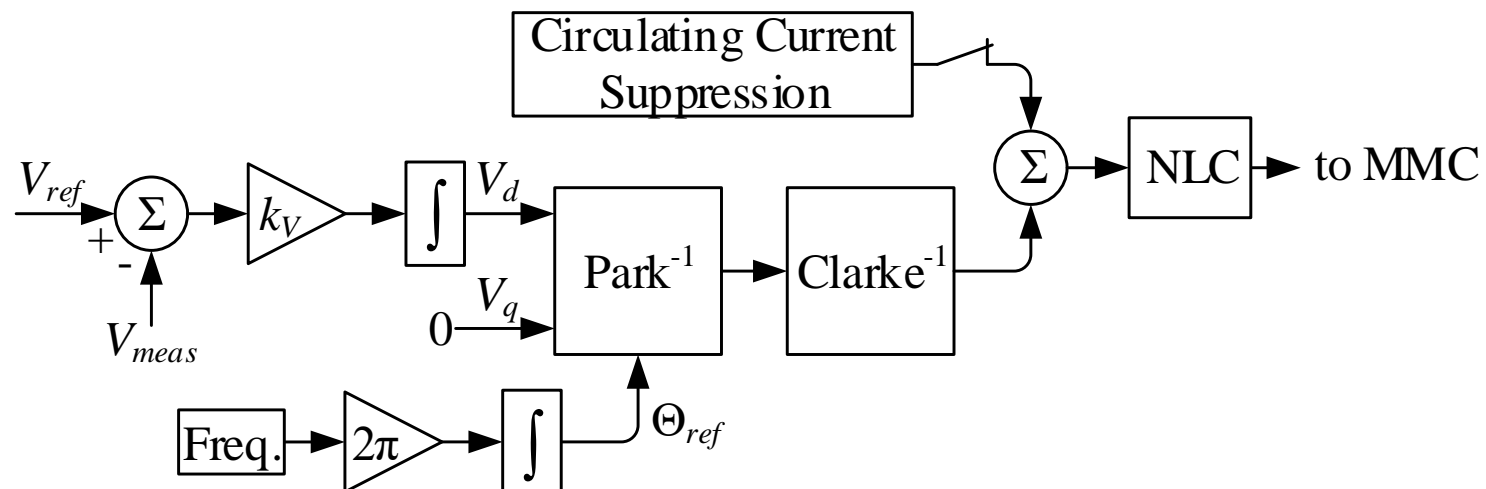 Circulating Current
Suppression
V_ref
+
-
Σ
V_meas
k_V
∫
V_d
0
V_q
Park^-1
Clarke^-1
Σ
NLC
to MMC
Freq.
2π
∫
Θ_ref